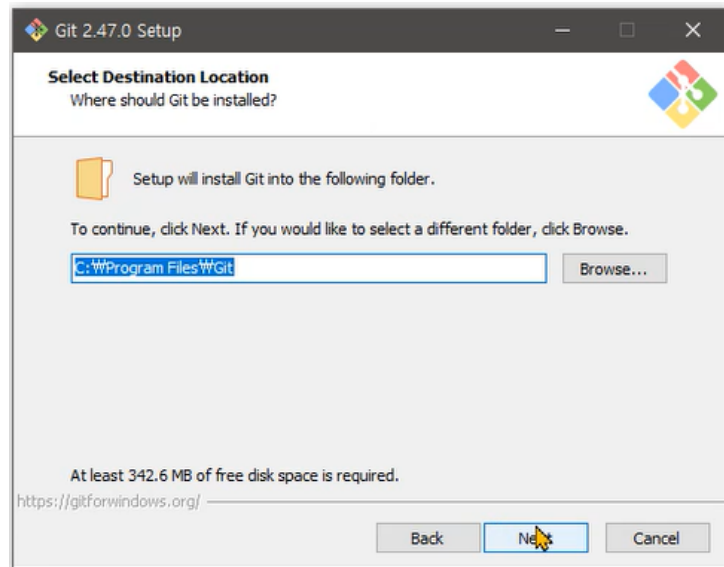 Git 2.47.0 Setup
Select Destination Location
Where should Git be installed?
Setup will install Git into the following folder.
To continue, click Next. If you would like to select a different folder, click Browse.
C:₩Program Files₩Git
Browse...
At least 342.6 MB of free disk space is required.
https://gitforwindows.org/
Back
Next
Cancel